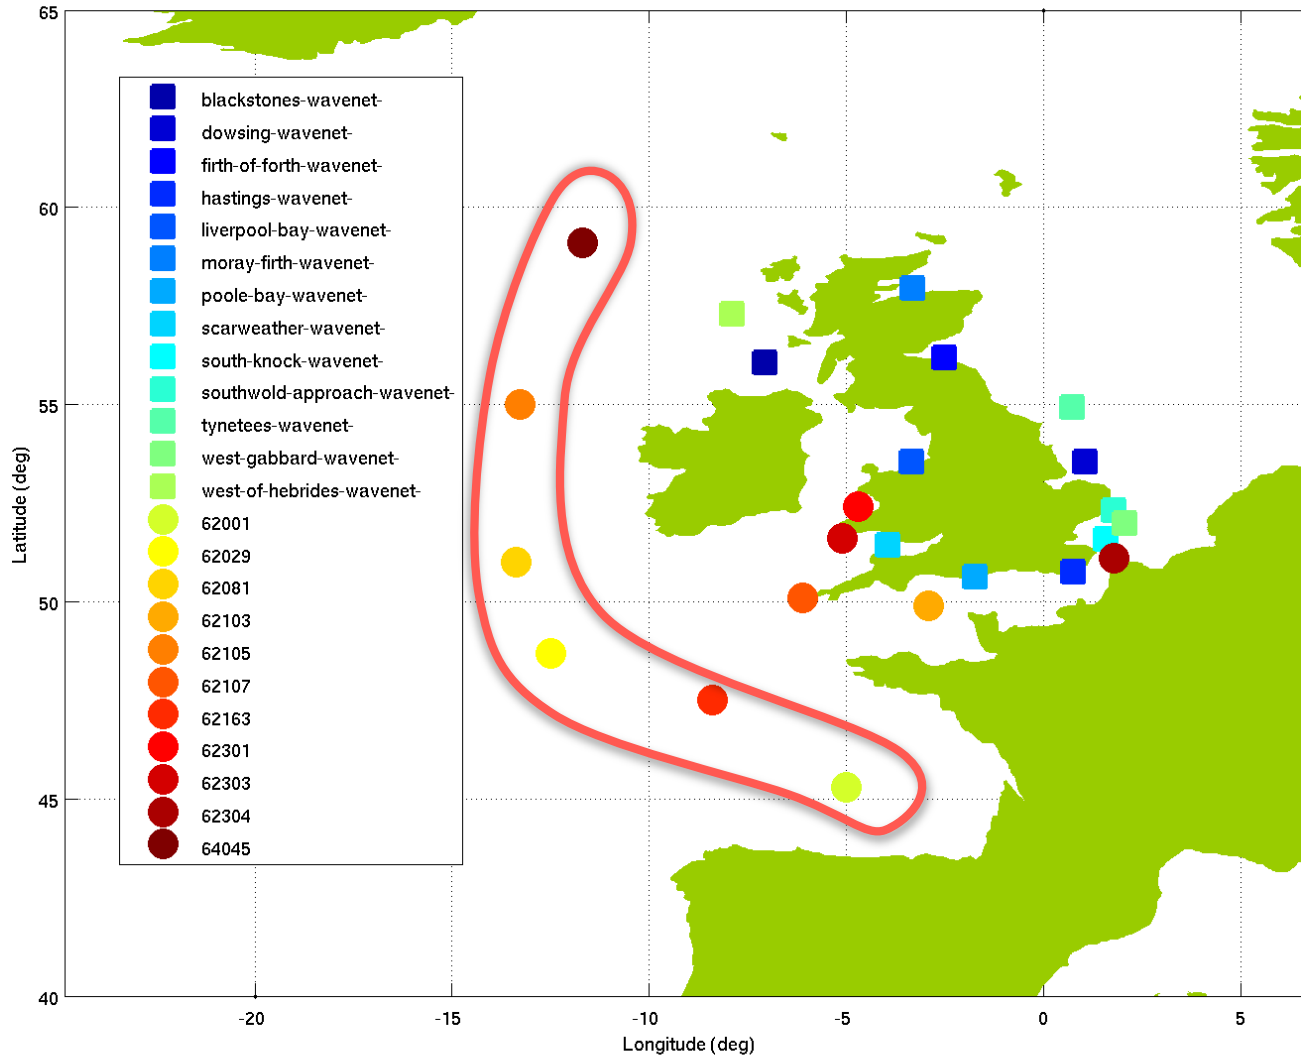 65
60
55
50
45
40
Latitude (deg)
blackstones-wavenet-
dowsing-wavenet-
firth-of-forth-wavenet-
hastings-wavenet-
liverpool-bay-wavenet-
moray-firth-wavenet-
poole-bay-wavenet-
scarweather-wavenet-
south-knock-wavenet-
southwold-approach-wavenet-
tynetees-wavenet-
west-gabbard-wavenet-
west-of-hebrides-wavenet-
62001
62029
62081
62103
62105
62107
62163
62301
62303
62304
64045
-20 -15 -10 -5 0 5
Longitude (deg)